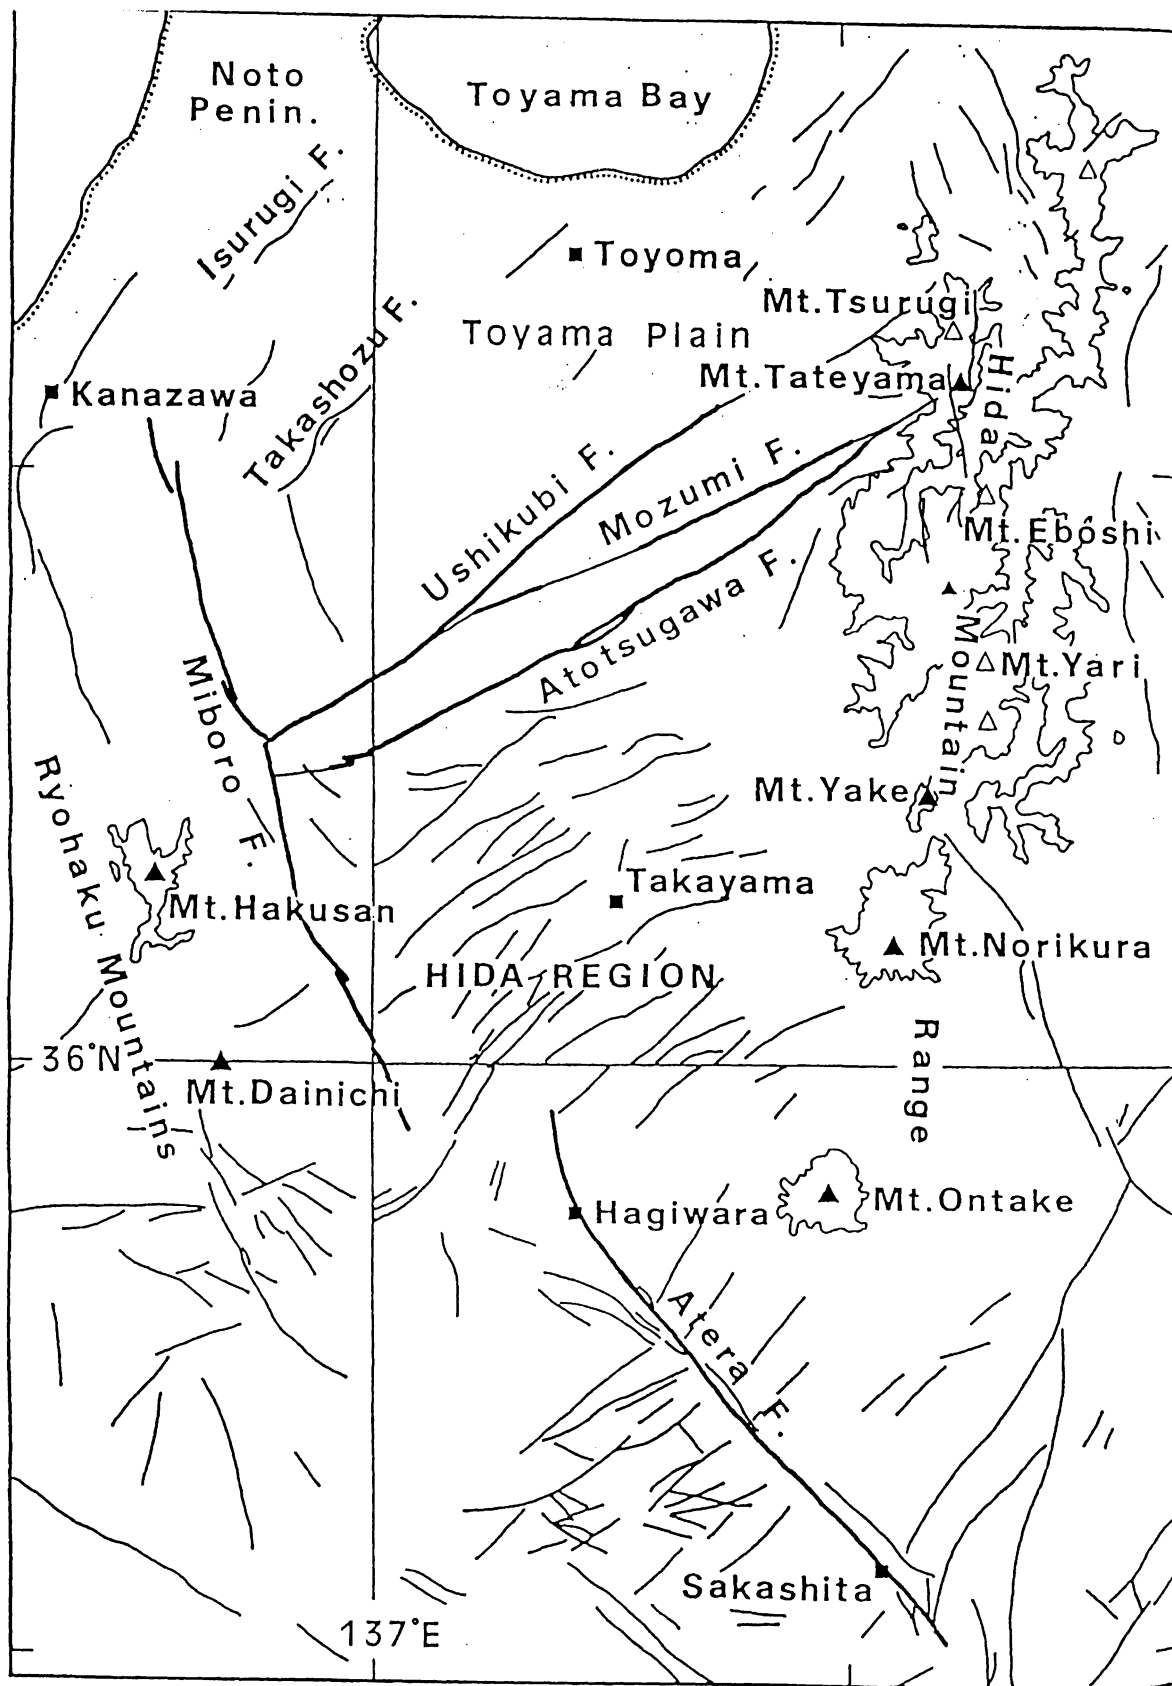 Noto
Penin.
Toyama Bay
Isurugi F.
Toyoma
Mt.Tsurugi
Takashozu F.
Toyama Plain
Mt.Tateyama
Kanazawa
Hida
Ushikubi F.
Mozumi F.
Mt.Eboshi
Atotsugawa F.
Mountain
Mt.Yari
Miboro F.
Ryohaku Mountains
Mt.Yake
Takayama
Mt.Hakusan
Mt.Norikura
HIDA REGION
Range
36°N
Mt.Dainichi
Hagiwara
Mt.Ontake
Atera F.
Sakashita
137°E